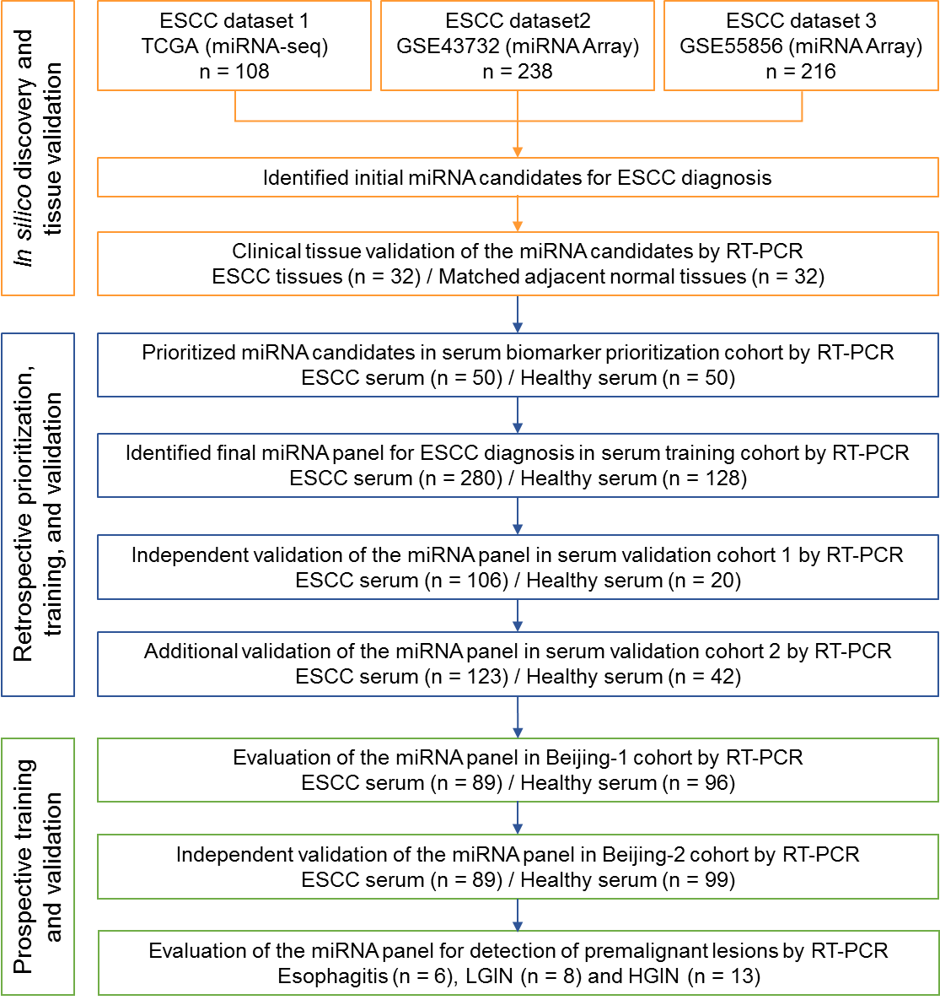 In silico discovery and
tissue validation
ESCC dataset 1
TCGA (miRNA-seq)
n = 108
ESCC dataset2
GSE43732 (miRNA Array)
n = 238
ESCC dataset 3
GSE55856 (miRNA Array)
n = 216
Identified initial miRNA candidates for ESCC diagnosis
Clinical tissue validation of the miRNA candidates by RT-PCR
ESCC tissues (n = 32) / Matched adjacent normal tissues (n = 32)
Retrospective prioritization,
training, and validation
Prioritized miRNA candidates in serum biomarker prioritization cohort by RT-PCR
ESCC serum (n = 50) / Healthy serum (n = 50)
Identified final miRNA panel for ESCC diagnosis in serum training cohort by RT-PCR
ESCC serum (n = 280) / Healthy serum (n = 128)
Independent validation of the miRNA panel in serum validation cohort 1 by RT-PCR
ESCC serum (n = 106) / Healthy serum (n = 20)
Additional validation of the miRNA panel in serum validation cohort 2 by RT-PCR
ESCC serum (n = 123) / Healthy serum (n = 42)
Prospective training
and validation
Evaluation of the miRNA panel in Beijing-1 cohort by RT-PCR
ESCC serum (n = 89) / Healthy serum (n = 96)
Independent validation of the miRNA panel in Beijing-2 cohort by RT-PCR
ESCC serum (n = 89) / Healthy serum (n = 99)
Evaluation of the miRNA panel for detection of premalignant lesions by RT-PCR
Esophagitis (n = 6), LGIN (n = 8) and HGIN (n = 13)